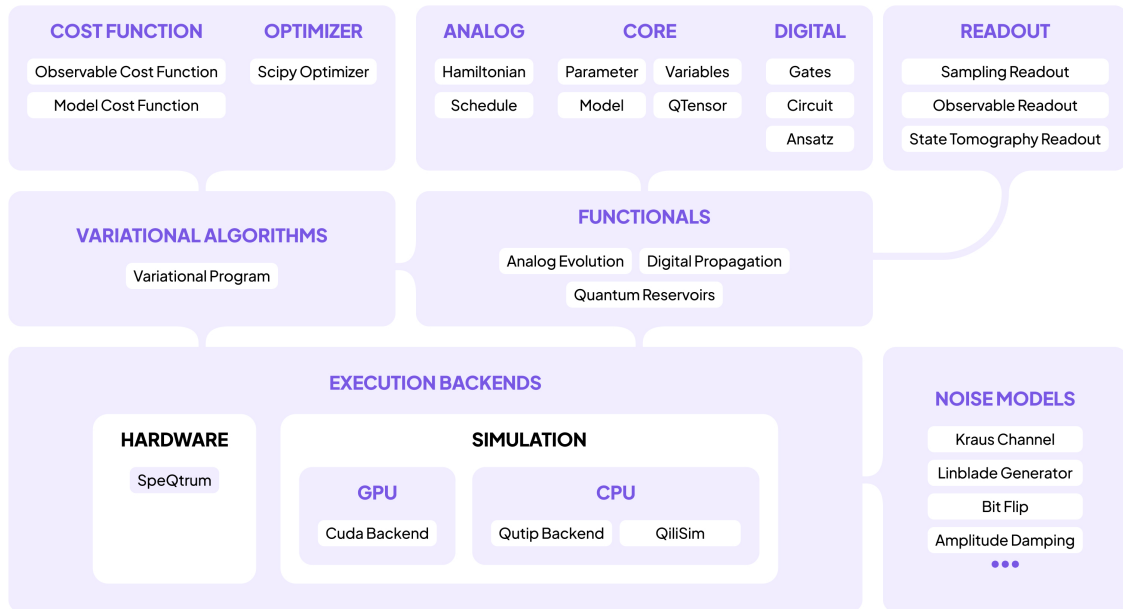 COST FUNCTION
Observable Cost Function
Model Cost Function
OPTIMIZER
Scipy Optimizer
ANALOG
Hamiltonian
Schedule
CORE
Parameter
Variables
Model
QTensor
DIGITAL
Gates
Circuit
Ansatz
READOUT
Sampling Readout
Observable Readout
State Tomography Readout
VARIATIONAL ALGORITHMS
Variational Program
FUNCTIONALS
Analog Evolution
Digital Propagation
Quantum Reservoirs
EXECUTION BACKENDS
HARDWARE
SpeQtrum
SIMULATION
GPU
Cuda Backend
CPU
Qutip Backend
QiliSim
NOISE MODELS
Kraus Channel
Linblade Generator
Bit Flip
Amplitude Damping